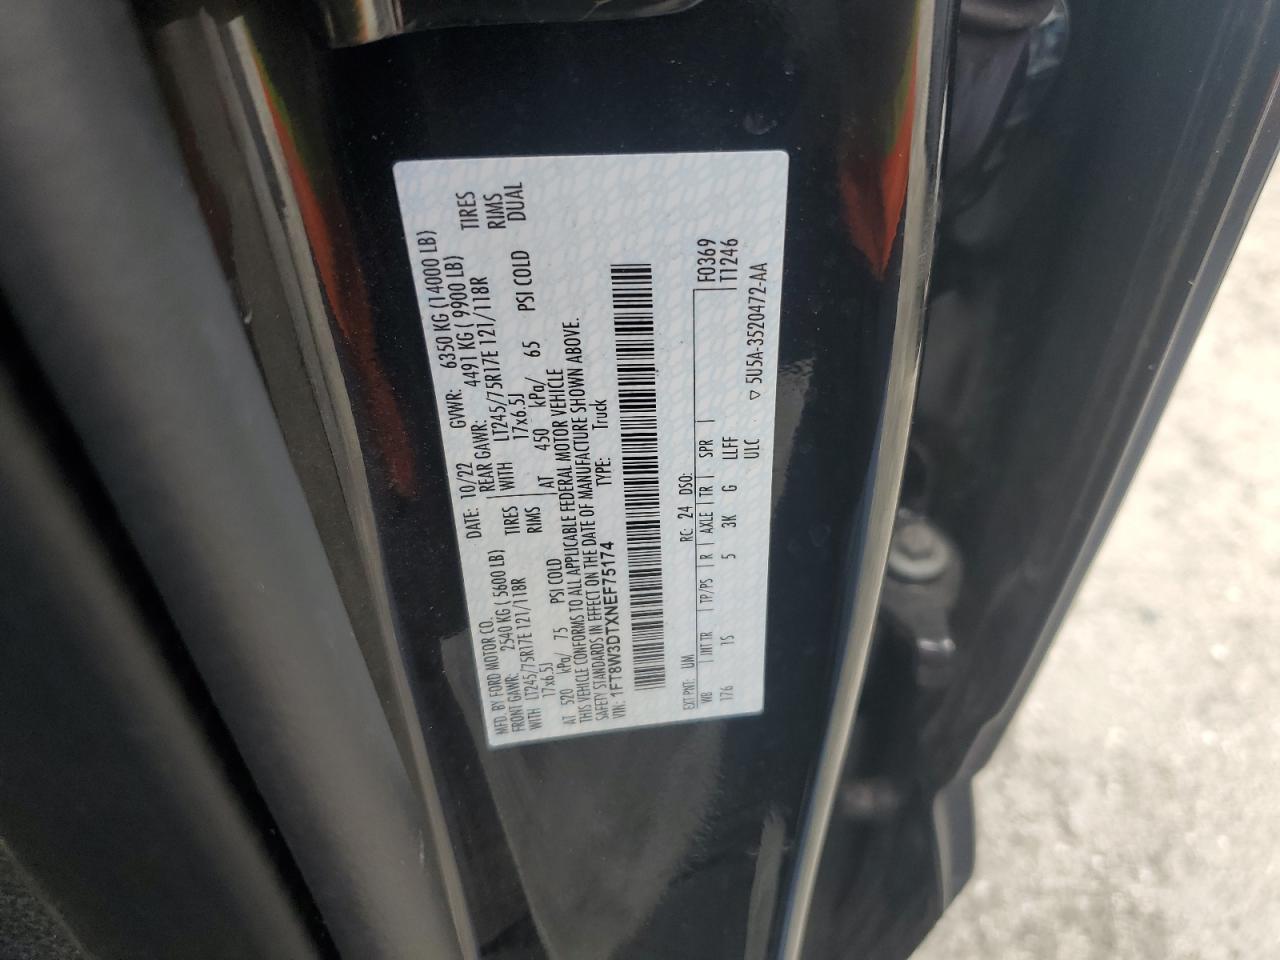 MFD. BY FORD MOTOR CO.
DATE: 10/22 GVWR: 6350 KG (14000 LB)
FRONT GAWR: 2540 KG ( 5600 LB) REAR GAWR: 4491 KG ( 9900 LB)
WITH LT245/75R17E 121/118R TIRES WITH LT245/75R17E 121/118R TIRES
17x6.5J RIMS 17x6.5J RIMS
AT 520 kPa/ 75 PSI COLD AT 450 kPa/ 65 PSI COLD DUAL
THIS VEHICLE CONFORMS TO ALL APPLICABLE FEDERAL MOTOR VEHICLE
SAFETY STANDARDS IN EFFECT ON THE DATE OF MANUFACTURE SHOWN ABOVE.
VIN: 1FT8W3DTXNEF75174 TYPE: Truck
F0369
EXT PNT: UM RC: 24 DSO: T1246
WB INT TR TP/PS R AXLE TR SPR
176 1S 5 3K G LLFF
ULC ▽ 5U5A-3520472-AA